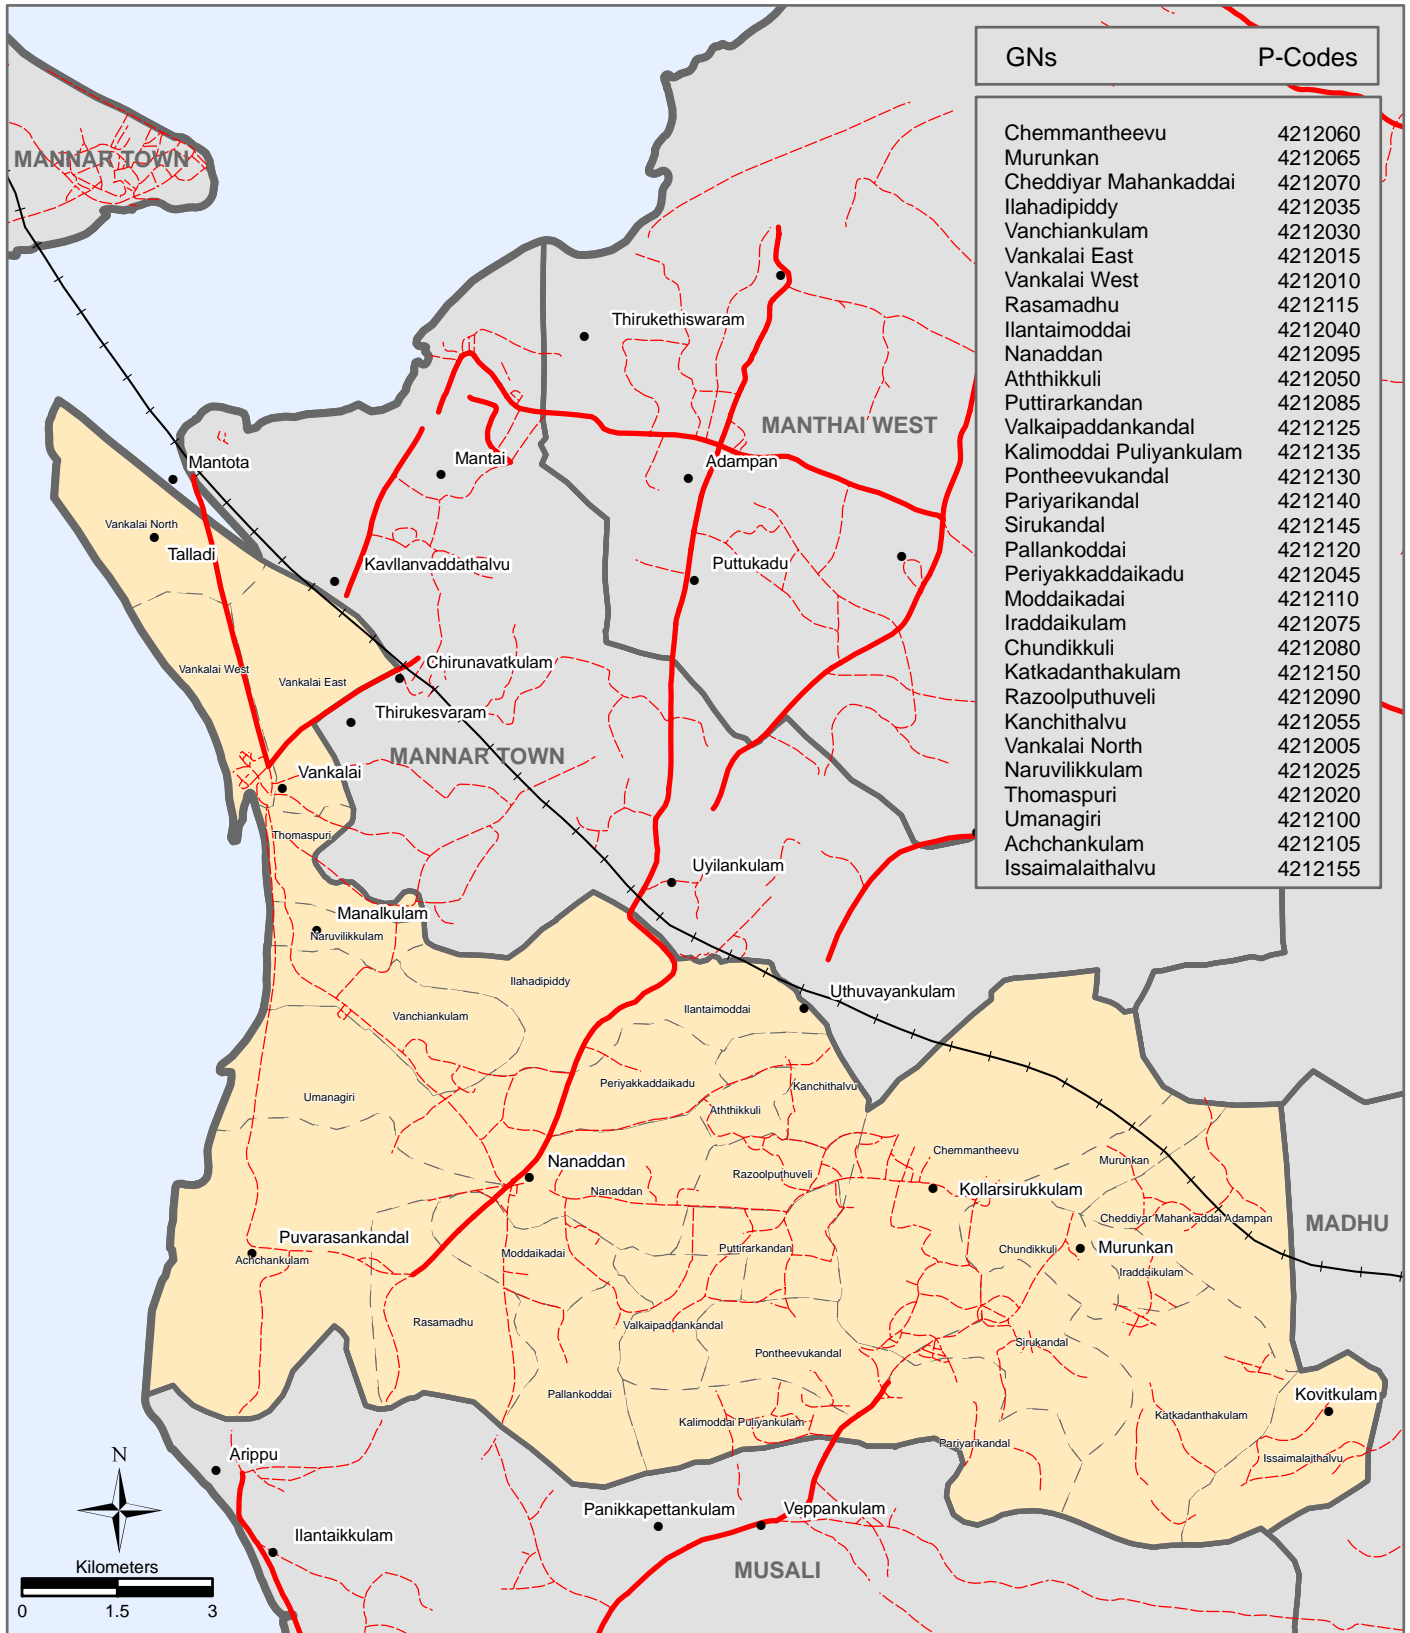 GNs P-Codes
Chemmantheevu 4212060
Murunkan 4212065
Cheddiyar Mahankaddai 4212070
Ilahadipiddy 4212035
Vanchiankulam 4212030
Vankalai East 4212015
Vankalai West 4212010
Rasamadhu 4212115
Ilantaimoddai 4212040
Nanaddan 4212095
Aththikkuli 4212050
Puttirarkandan 4212085
Valkaipaddankandal 4212125
Kalimoddai Puliyankulam 4212135
Pontheevukandal 4212130
Pariyarikandal 4212140
Sirukandal 4212145
Pallankoddai 4212120
Periyakkaddaikadu 4212045
Moddaikadai 4212110
Iraddaikulam 4212075
Chundikkuli 4212080
Katkadanthakulam 4212150
Razoolputhuveli 4212090
Kanchithalvu 4212055
Vankalai North 4212005
Naruvilikkulam 4212025
Thomaspuri 4212020
Umanagiri 4212100
Achchankulam 4212105
Issaimalaithalvu 4212155
MANNAR TOWN
Thirukethiswaram
MANTHAI WEST
Mantai
Adampan
Mantota
Vankalai North
Talladi
Kavllanvaddathalvu
Puttukadu
Vankalai West
Vankalai East
Chirunavatkulam
Thirukesvaram
MANNAR TOWN
Vankalai
Thomaspuri
Uyilankulam
Manalkulam
Naruvilikkulam
Ilahadipiddy
Uthuvayankulam
Ilantaimoddai
Vanchiankulam
Periyakkaddaikadu
Kanchithalvu
Umanagiri
Aththikkuli
Chemmantheevu
Murunkan
Nanaddan
Razoolputhuveli
Nanaddan
Kollarsirukkulam
Cheddiyar Mahankaddai Adampan
MADHU
Puvarasankandal
Achchankulam
Moddaikadai
Puttirarkandan
Chundikkuli
Murunkan
Iraddaikulam
Rasamadhu
Valkaipaddankandal
Sirukandal
Pontheevukandal
Pallankoddai
Kovitkulam
Kalimoddai Puliyankulam
Katkadanthakulam
Pariyarikandal
Issaimalaithalvu
N
Arippu
Panikkapettankulam
Veppankulam
Ilantaikkulam
MUSALI
Kilometers
0 1.5 3